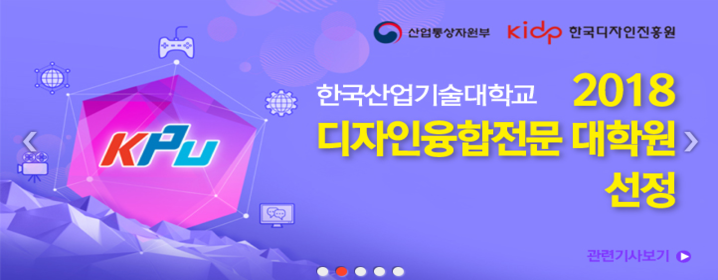 산업통상자원부 kidp 한국디자인진흥원
한국산업기술대학교 2018
디자인융합전문 대학원
선정
KPU
관련기사보기